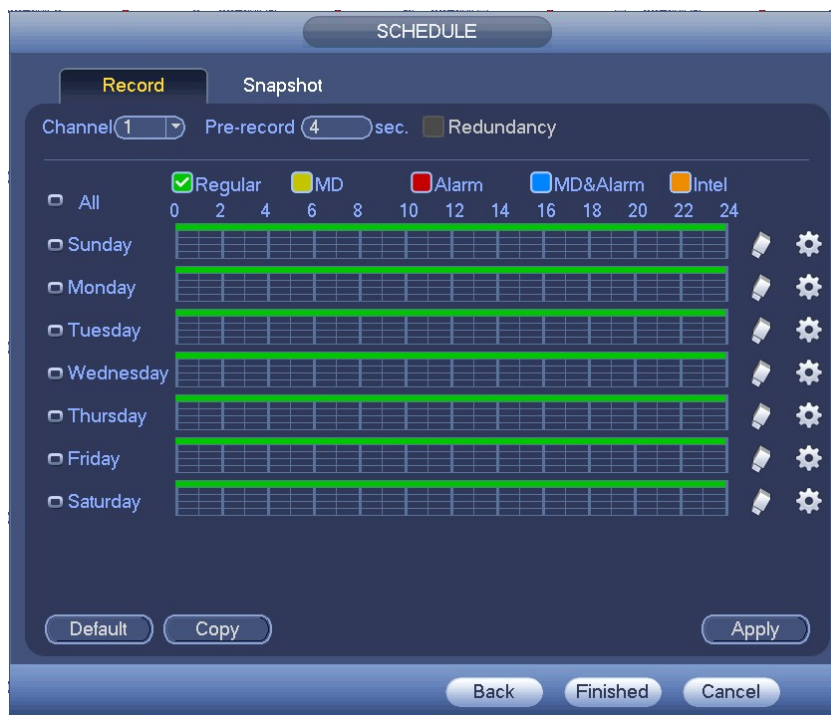 SCHEDULE
Record Snapshot
Channel 1 Pre-record 4 sec. Redundancy
All Regular MD Alarm MD&Alarm Intel
0 2 4 6 8 10 12 14 16 18 20 22 24
Sunday
Monday
Tuesday
Wednesday
Thursday
Friday
Saturday
Default Copy Apply
Back Finished Cancel